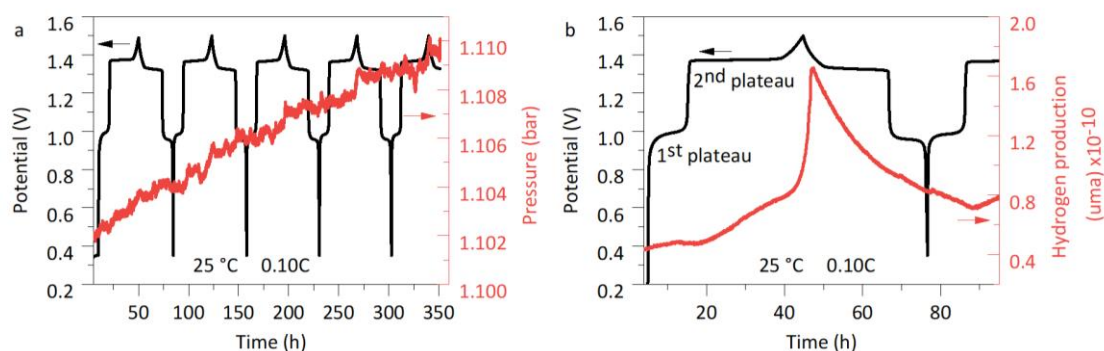 a
1.6
1.4
1.2
1.0
0.8
0.6
0.4
0.2
Potential (V)
1.110
1.108
1.106
1.104
1.102
1.100
Pressure (bar)
25 °C 0.10C
50 100 150 200 250 300 350
Time (h)
b
1.6
1.4
1.2
1.0
0.8
0.6
0.4
0.2
Potential (V)
2nd plateau
1st plateau
2.0
1.6
1.2
0.8
0.4
Hydrogen production
(uma) x10-10
25 °C 0.10C
20 40 60 80
Time (h)